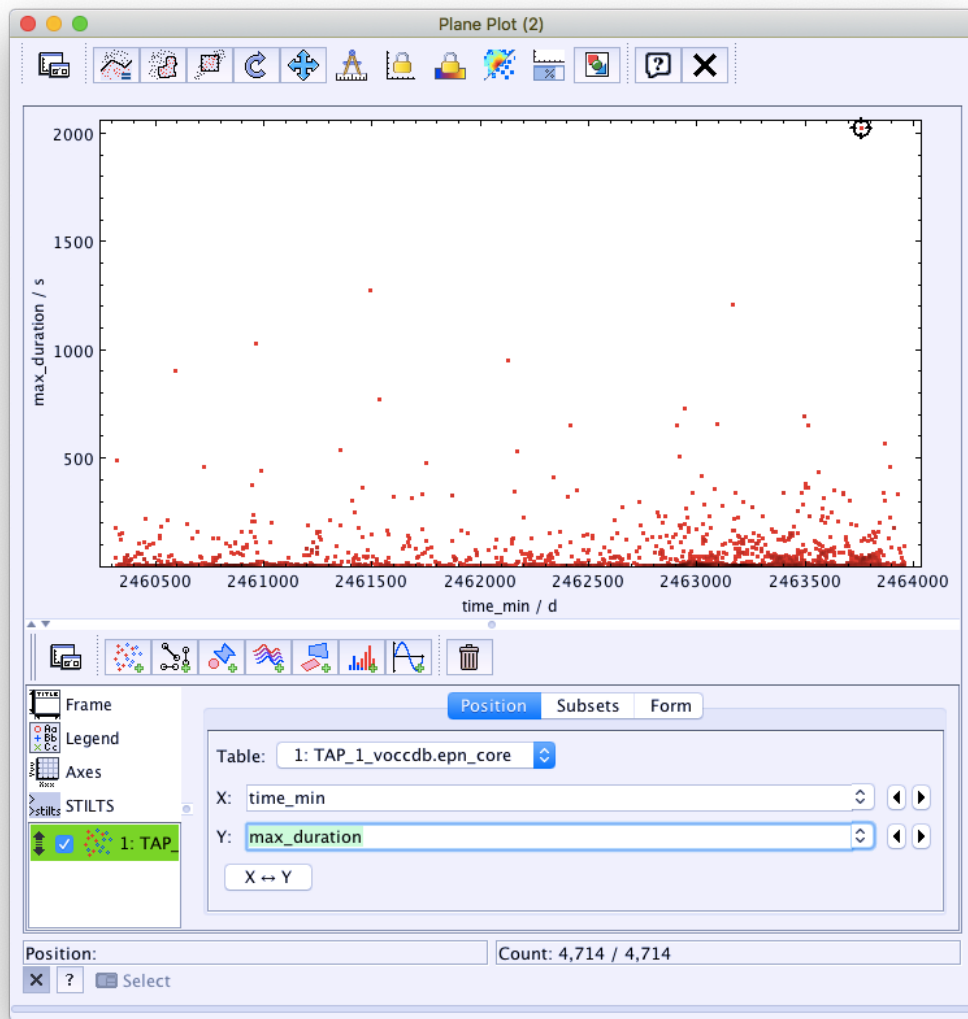 Plane Plot (2)
2000
1500
1000
500
max_duration / s
2460500 2461000 2461500 2462000 2462500 2463000 2463500 2464000
time_min / d
Frame
Legend
Axes
STILTS
1: TAP_
Position Subsets Form
Table: 1: TAP_1_voccdb.epn_core
X: time_min
Y: max_duration
X ↔ Y
Position:
Count: 4,714 / 4,714
? Select